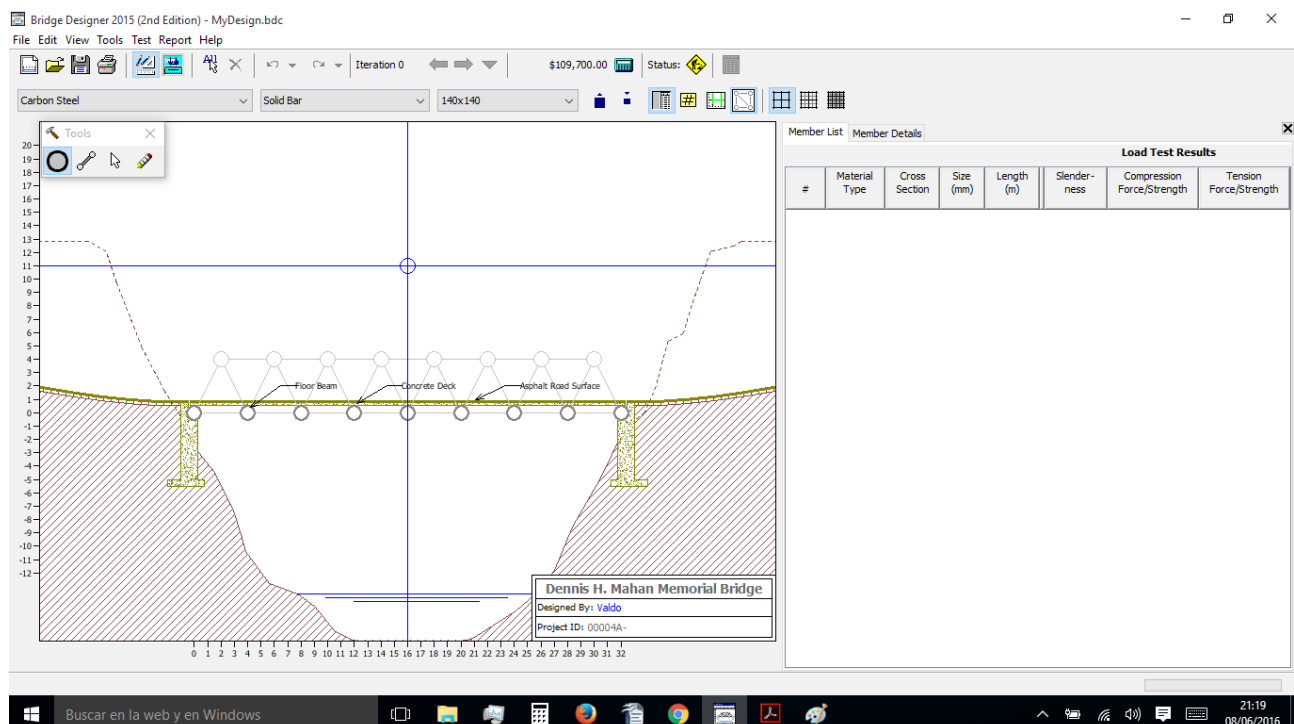 Bridge Designer 2015 (2nd Edition) - MyDesign.bdc
File Edit View Tools Test Report Help
Iteration 0 $109,700.00 Status:
Carbon Steel Solid Bar 140x140
Tools
Member List Member Details
Load Test Results
# Material Type Cross Section Size (mm) Length (m) Slender-ness Compression Force/Strength Tension Force/Strength
20
19
18
17
16
15
14
13
12
11
10
9
8
7
6
5
4
3
2
1
0
-1
-2
-3
-4
-5
-6
-7
-8
-9
-10
-11
-12
Floor Beam Concrete Deck Asphalt Road Surface
Dennis H. Mahan Memorial Bridge
Designed By: Valdo
Project ID: 00004A-
0 1 2 3 4 5 6 7 8 9 10 11 12 13 14 15 16 17 18 19 20 21 22 23 24 25 26 27 28 29 30 31 32
Buscar en la web y en Windows
21:19
08/06/2016